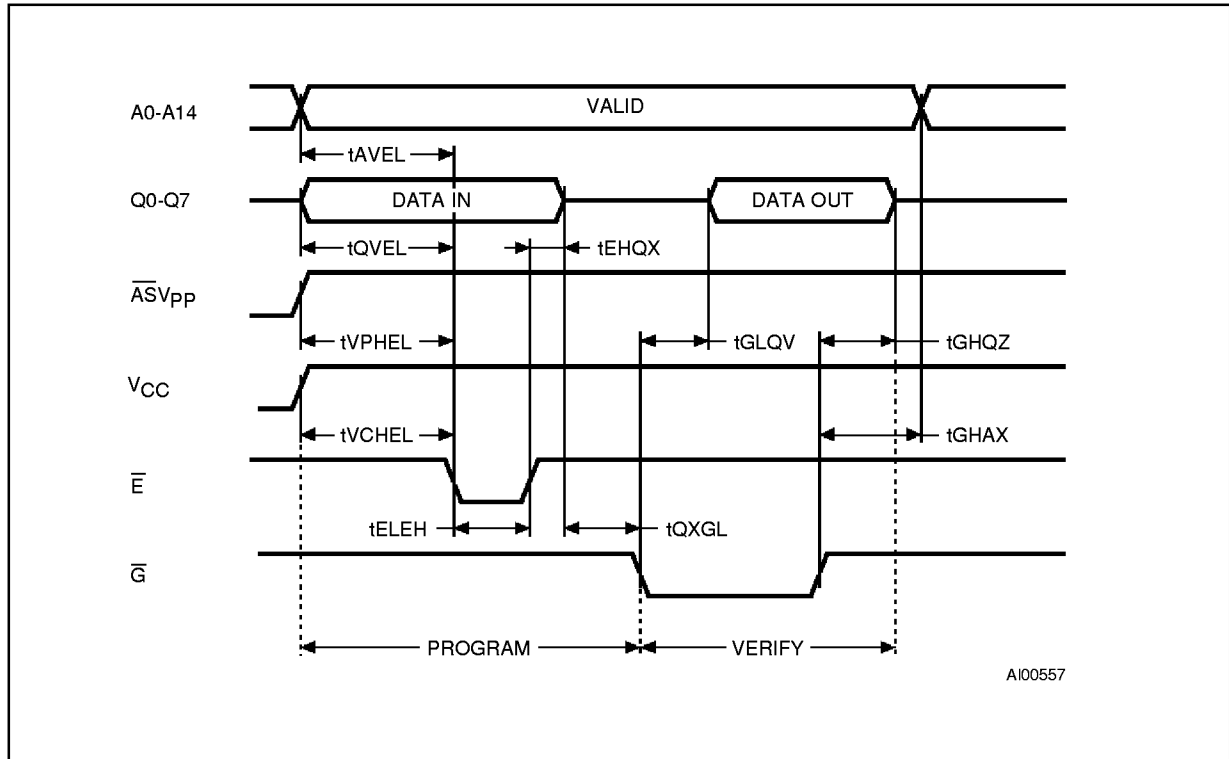 A0-A14
VALID
tAVEL
Q0-Q7
DATA IN
DATA OUT
tQVEL
tEHQX
A̅S̅VPP
tVPHEL
tGLQV
tGHQZ
VCC
tVCHEL
tGHAX
E̅
tELEH
tQXGL
G̅
PROGRAM
VERIFY
AI00557